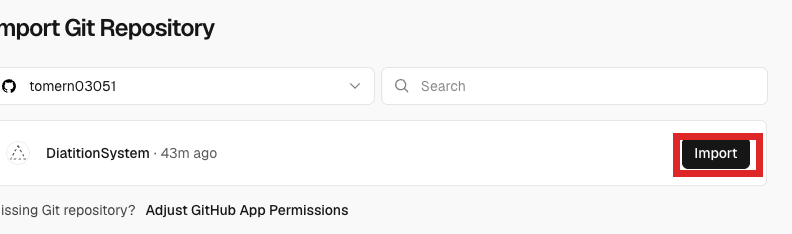 mport Git Repository
tomern03051
Search
DiatitionSystem · 43m ago
Import
issing Git repository? Adjust GitHub App Permissions